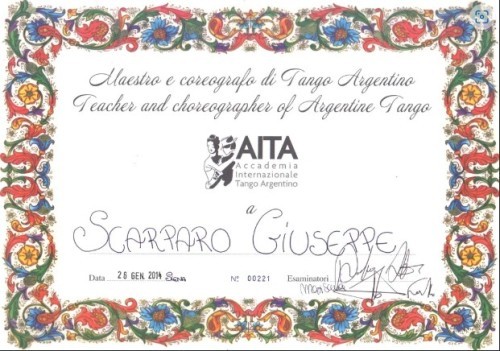 Maestro e coreografo di Tango Argentino
Teacher and choreographer of Argentine Tango
AITA
Accademia
Internazionale
Tango Argentino
a
SCARPARO GIUSEPPE
Data 26 GEN. 2014 Siena N° 00221 Esaminatori